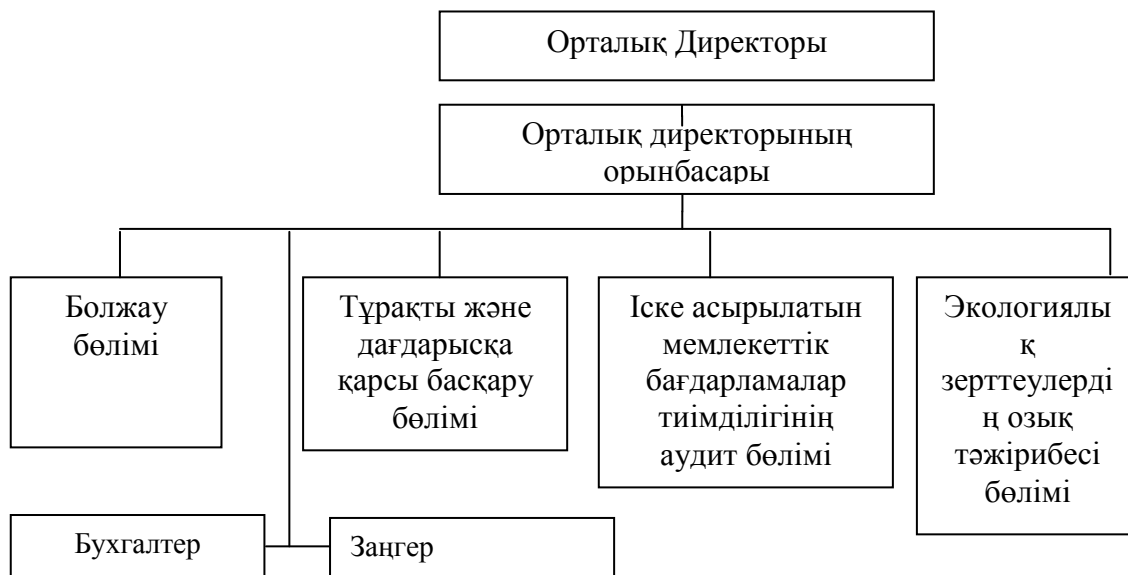 Орталық Директоры
Орталық директорының
орынбасары
Болжау
бөлімі
Тұрақты және
дағдарысқа
қарсы басқару
бөлімі
Іске асырылатын
мемлекеттік
бағдарламалар
тиімділігінің
аудит бөлімі
Экологиялы
қ
зерттеулерді
ң озық
тәжірибесі
бөлімі
Бухгалтер
Заңгер